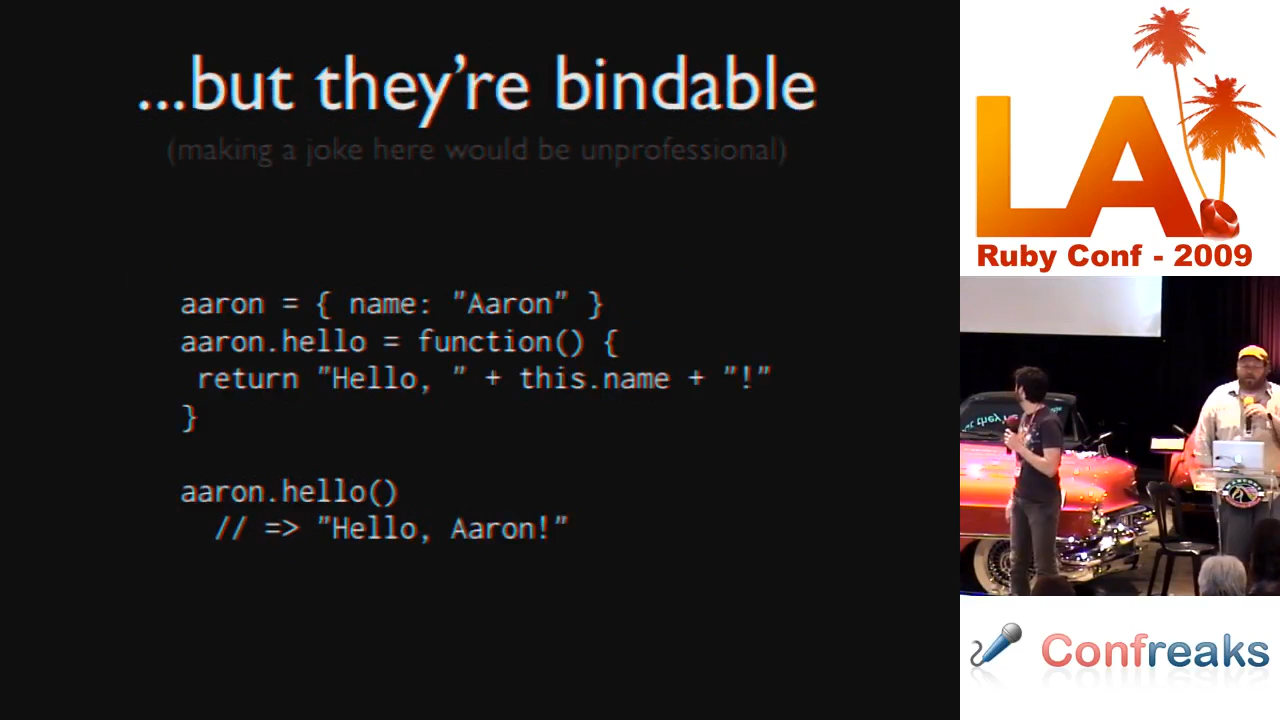 ...but they're bindable
(making a joke here would be unprofessional)
aaron = { name: "Aaron" }
aaron.hello = function() {
return "Hello, " + this.name + "!"
}
aaron.hello()
// => "Hello, Aaron!"
LA
Ruby Conf - 2009
Confreaks